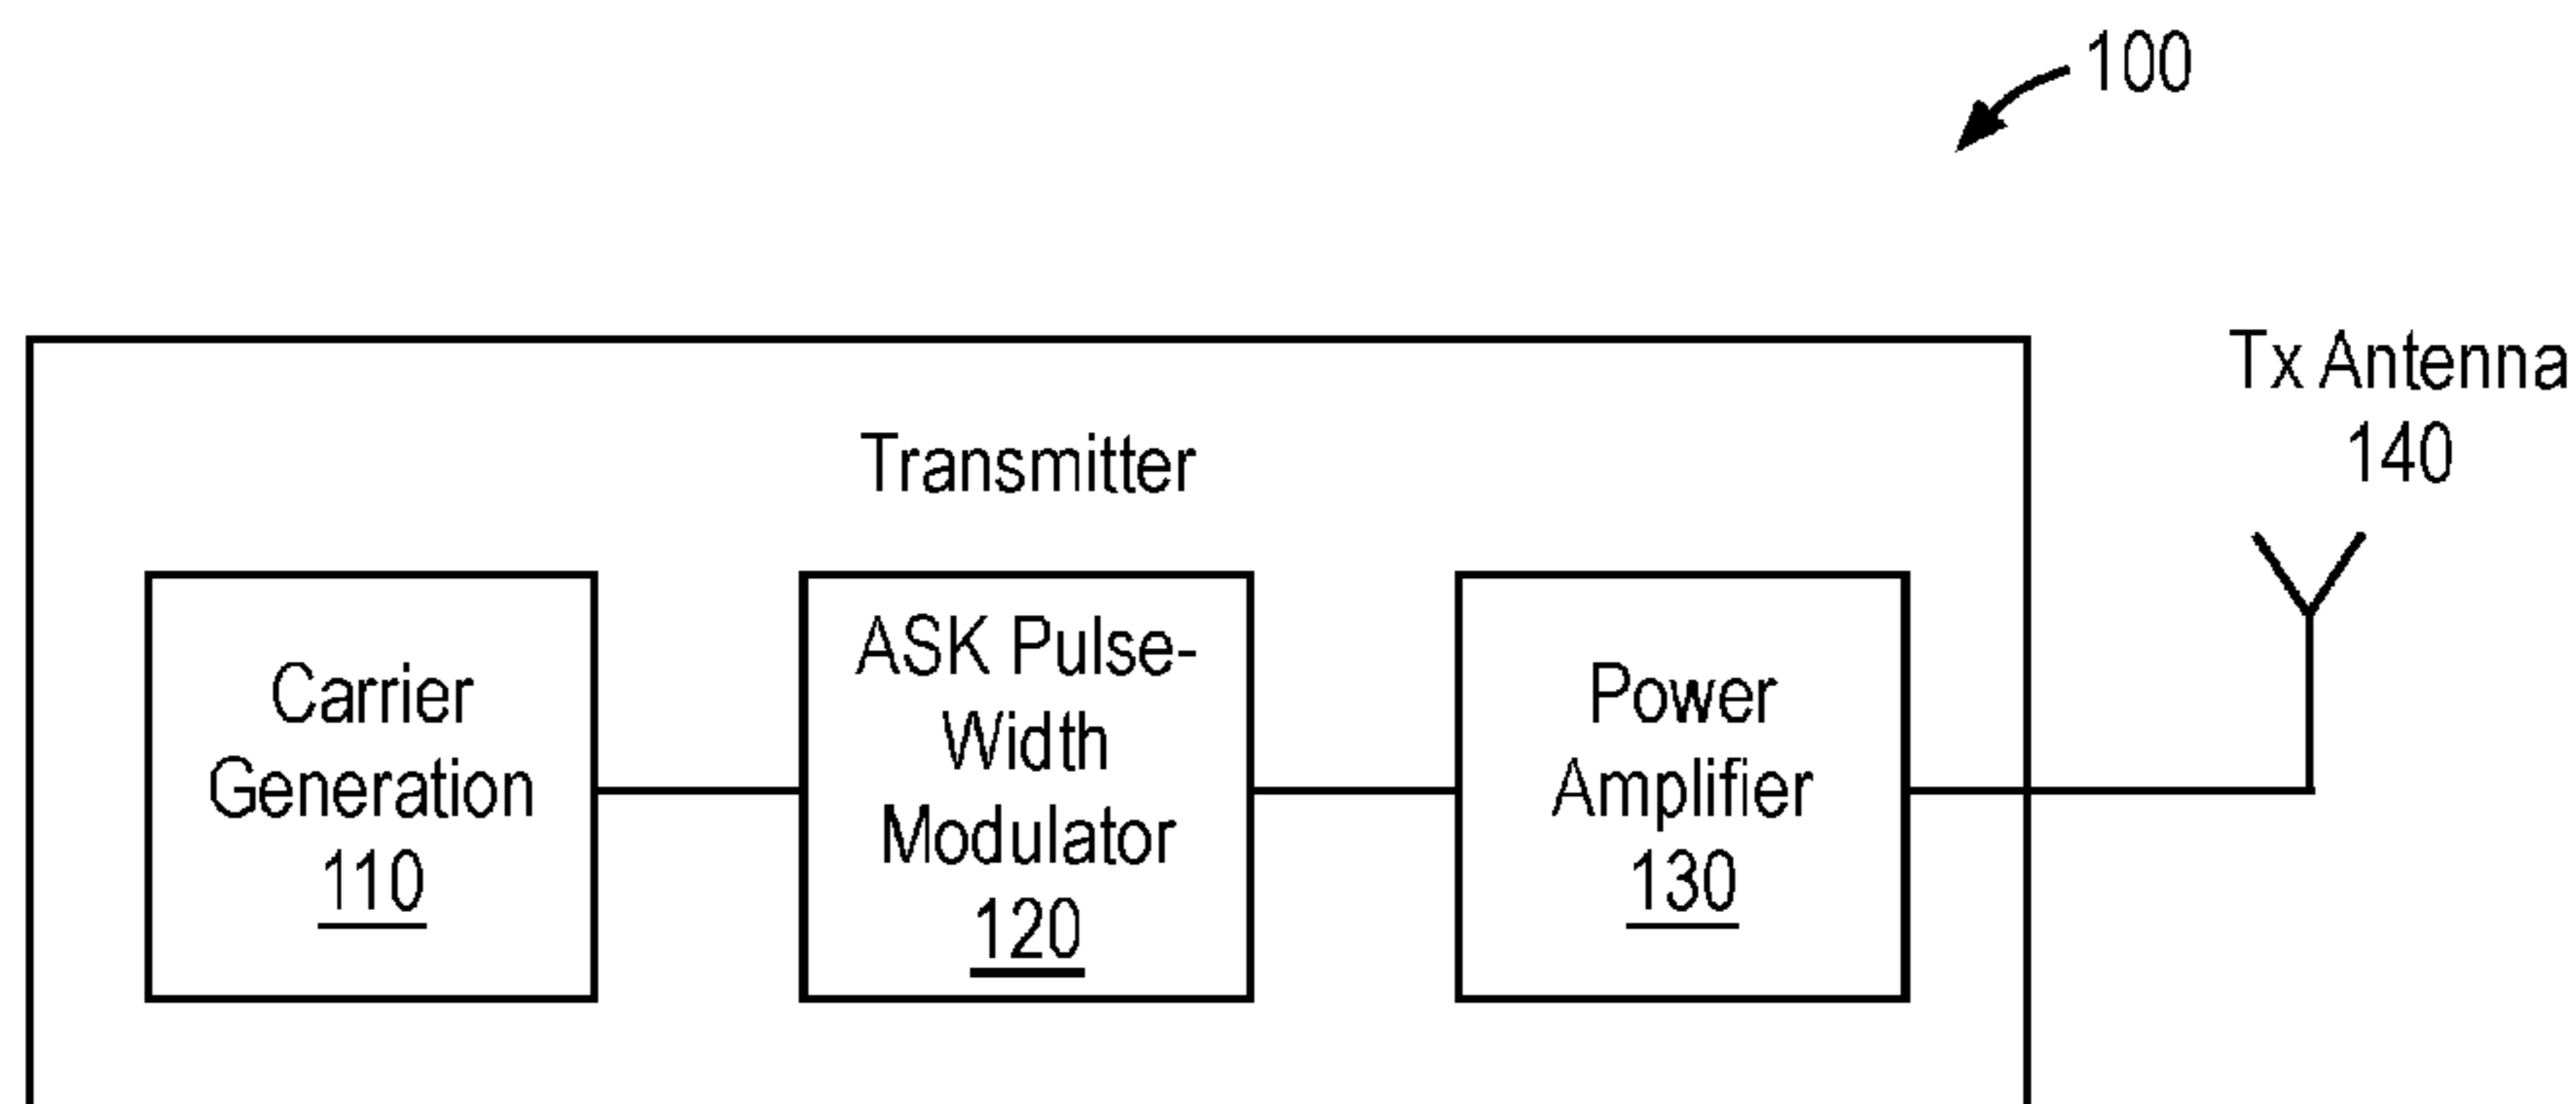 100
Tx Antenna
140
Transmitter
Carrier
Generation
110
ASK Pulse-
Width
Modulator
120
Power
Amplifier
130